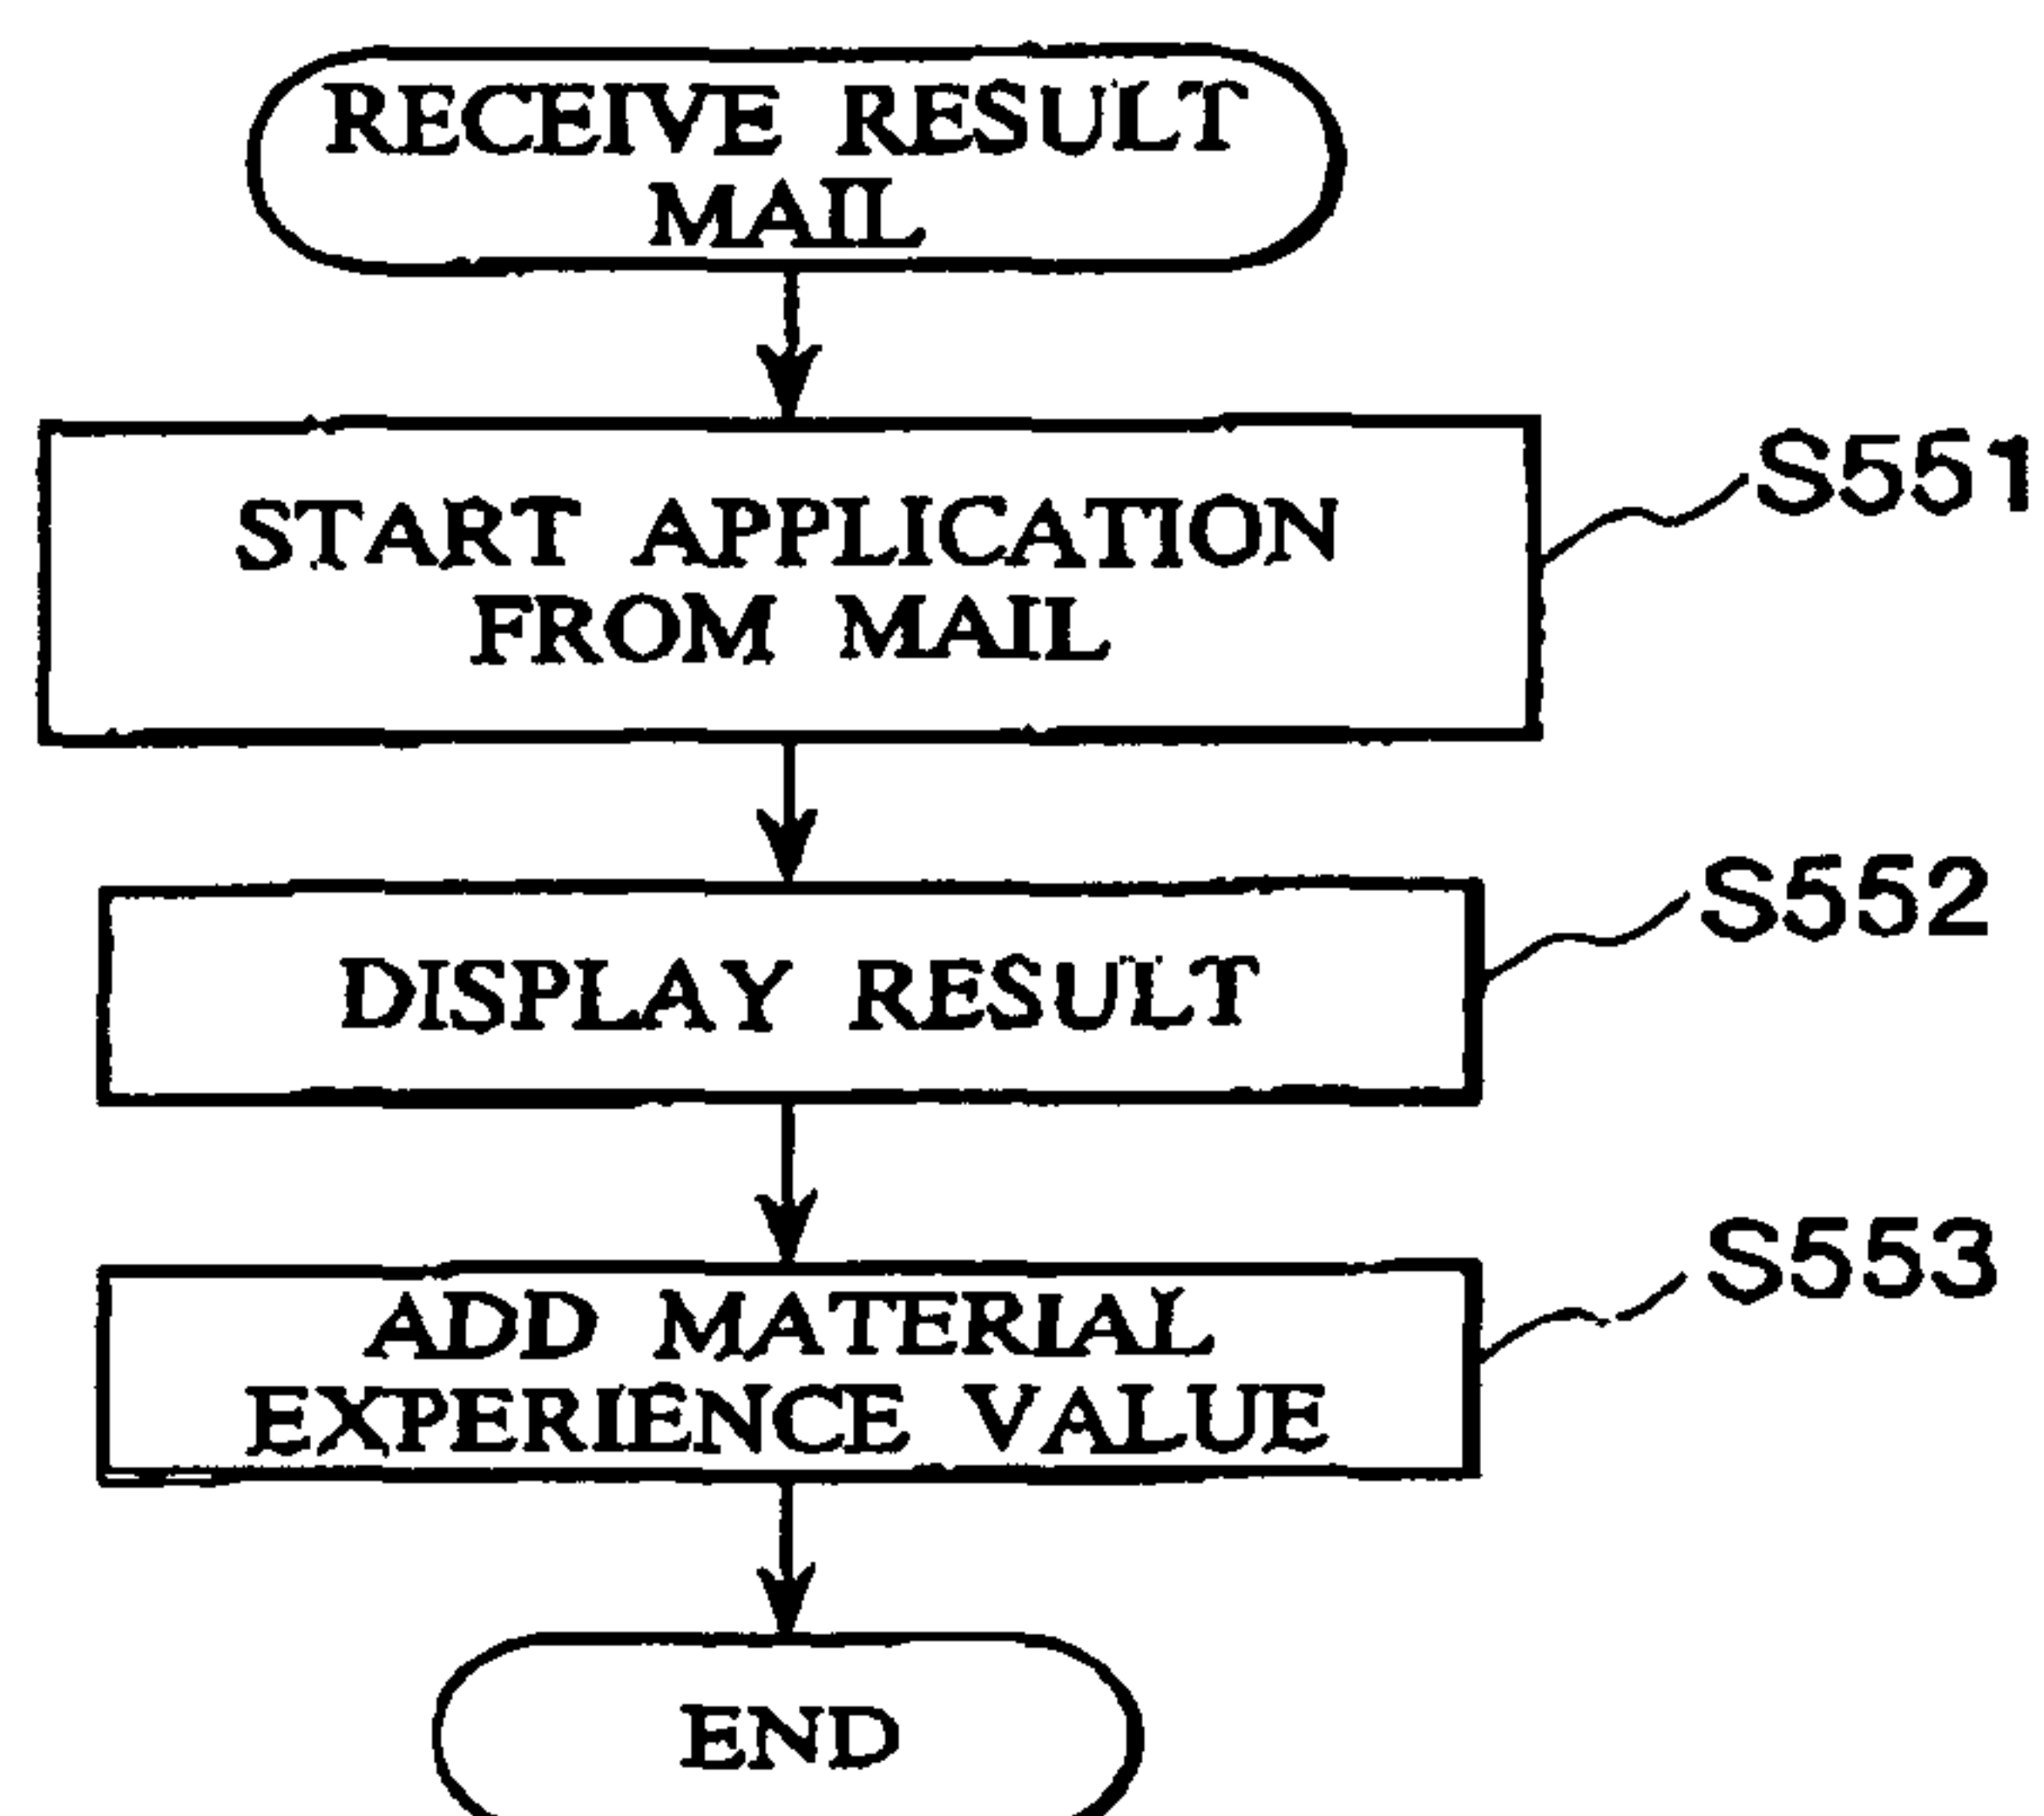 RECEIVE RESULT
MAIL
START APPLICATION
FROM MAIL
S551
DISPLAY RESULT
S552
ADD MATERIAL
EXPERIENCE VALUE
S553
END